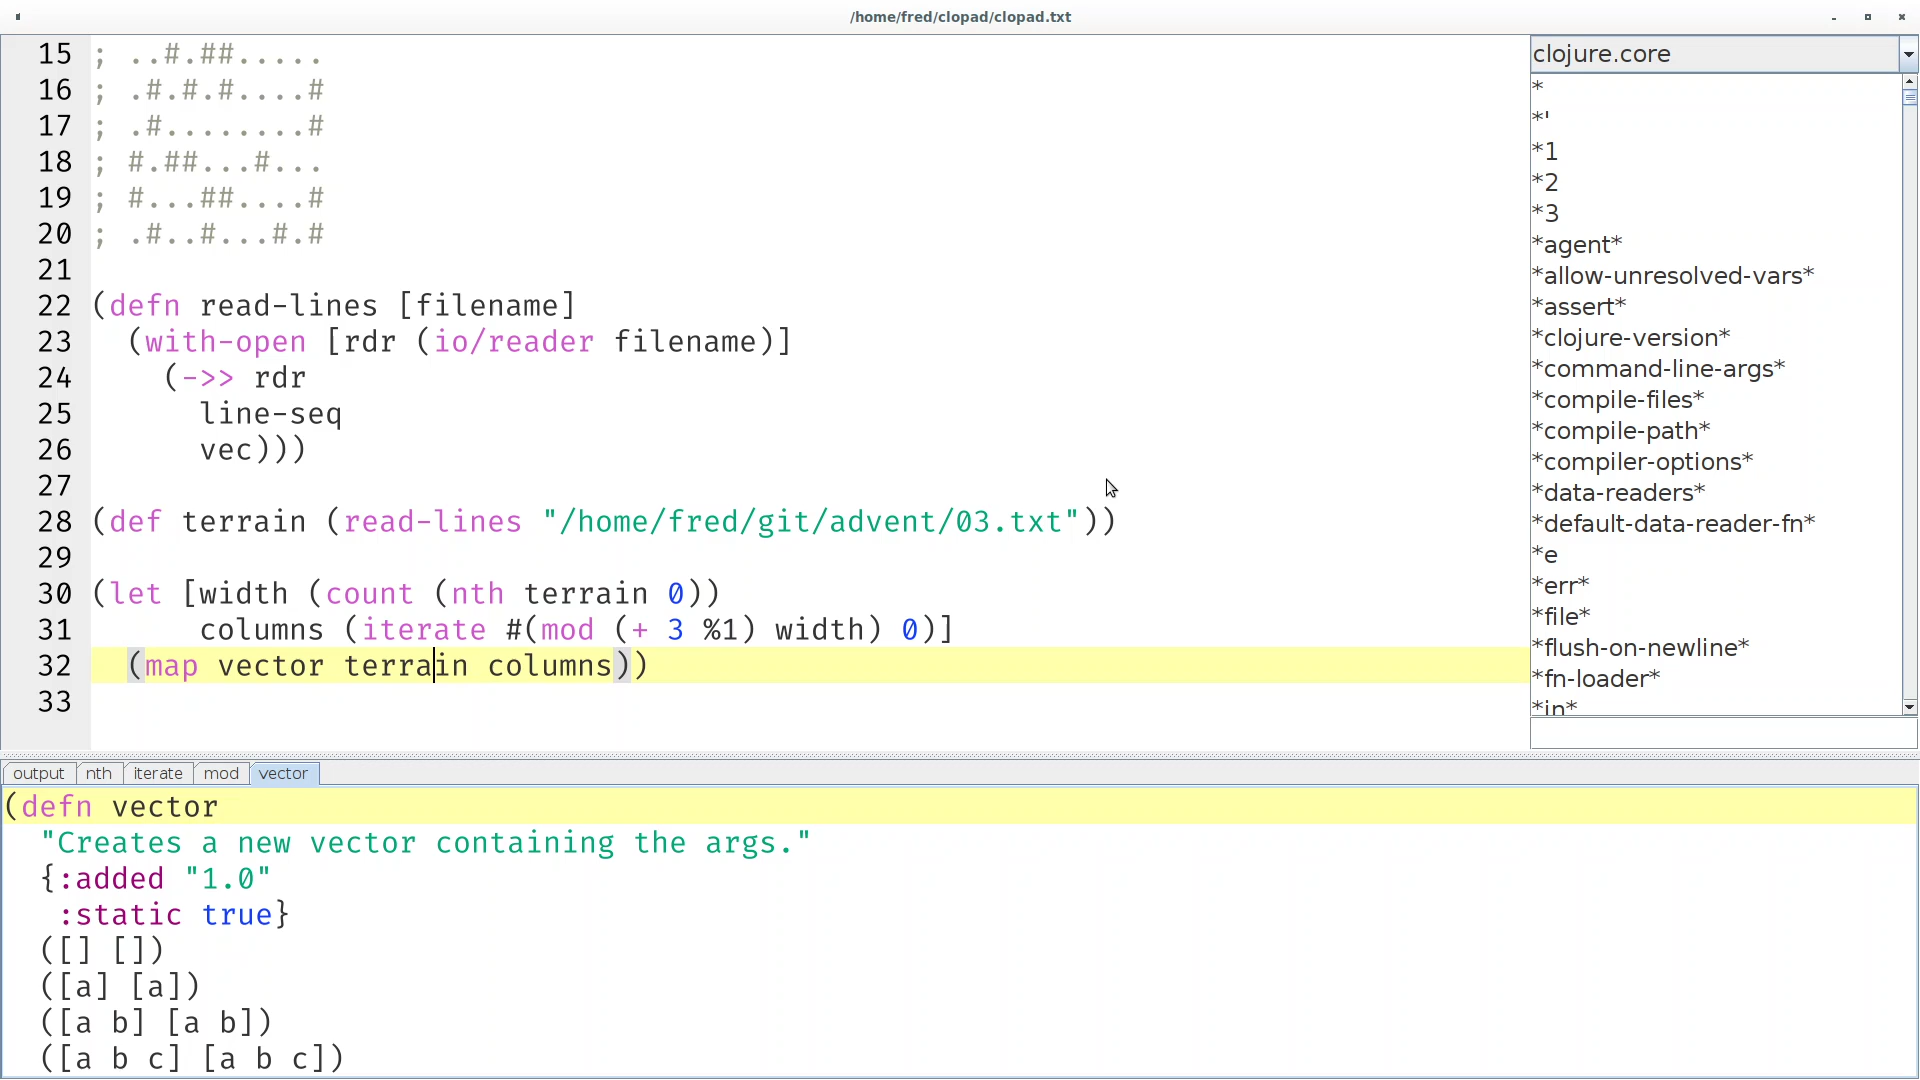 /home/fred/clopad/clopad.txt
15 ; ..#.##.....
16 ; .#.#.#....#
17 ; .#........#
18 ; #.##...#...
19 ; #...##....#
20 ; .#..#...#.#
21
22 (defn read-lines [filename]
23   (with-open [rdr (io/reader filename)]
24     (->> rdr
25       line-seq
26       vec)))
27
28 (def terrain (read-lines "/home/fred/git/advent/03.txt"))
29
30 (let [width (count (nth terrain 0))
31       columns (iterate #(mod (+ 3 %1) width) 0)]
32   (map vector terrain columns))
33
clojure.core
*
*'
*1
*2
*3
*agent*
*allow-unresolved-vars*
*assert*
*clojure-version*
*command-line-args*
*compile-files*
*compile-path*
*compiler-options*
*data-readers*
*default-data-reader-fn*
*e
*err*
*file*
*flush-on-newline*
*fn-loader*
*in*
output nth iterate mod vector
(defn vector
  "Creates a new vector containing the args."
  {:added "1.0"
   :static true}
  ([] [])
  ([a] [a])
  ([a b] [a b])
  ([a b c] [a b c])